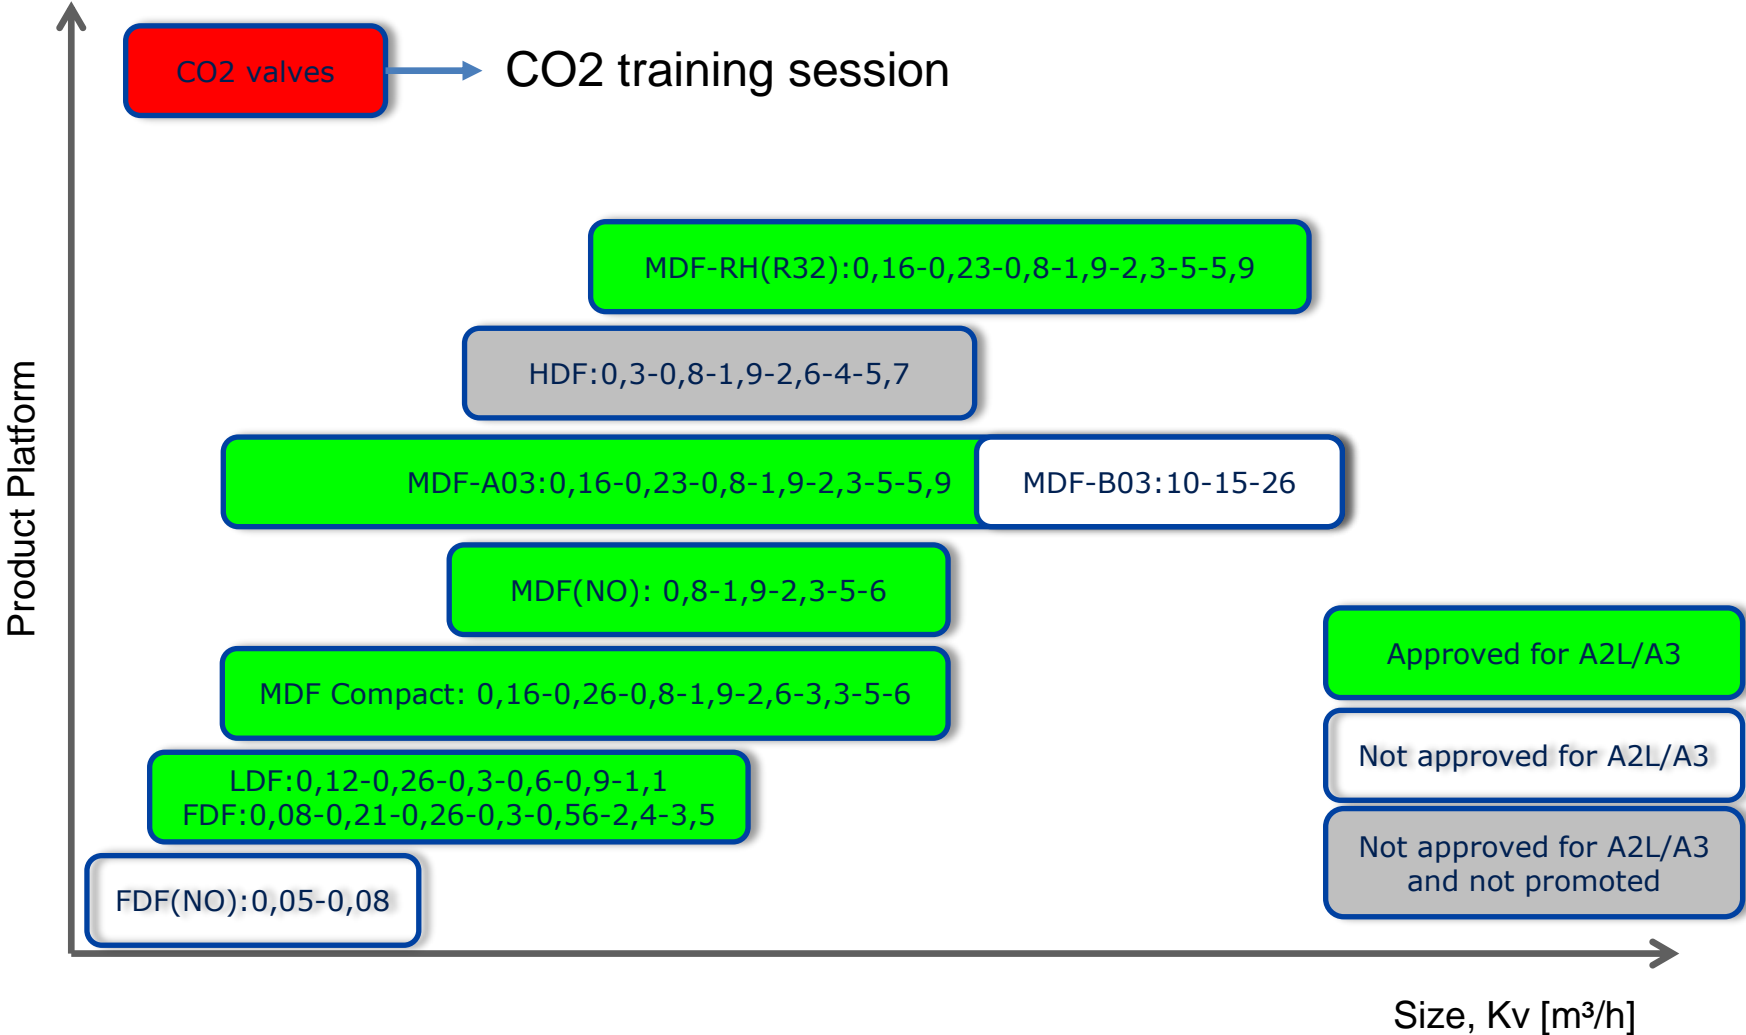 CO2 valves
CO2 training session
MDF-RH(R32):0,16-0,23-0,8-1,9-2,3-5-5,9
HDF:0,3-0,8-1,9-2,6-4-5,7
MDF-A03:0,16-0,23-0,8-1,9-2,3-5-5,9
MDF-B03:10-15-26
MDF(NO): 0,8-1,9-2,3-5-6
MDF Compact: 0,16-0,26-0,8-1,9-2,6-3,3-5-6
LDF:0,12-0,26-0,3-0,6-0,9-1,1
FDF:0,08-0,21-0,26-0,3-0,56-2,4-3,5
FDF(NO):0,05-0,08
Product Platform
Approved for A2L/A3
Not approved for A2L/A3
Not approved for A2L/A3
and not promoted
Size, Kv [m³/h]